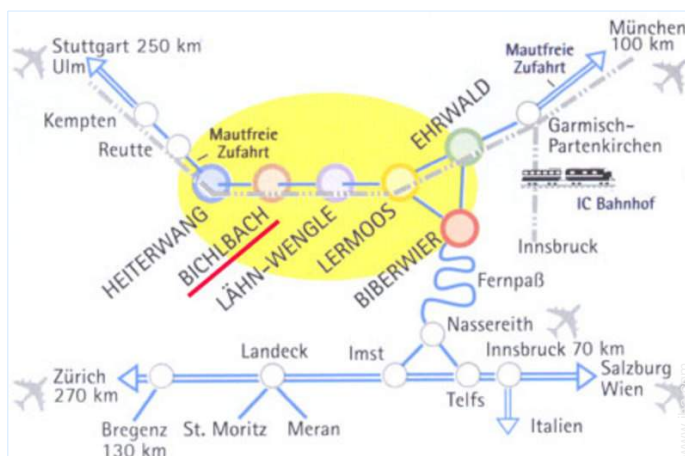 Stuttgart 250 km
Ulm
München
100 km
Mautfreie
Zufahrt
Kempten
Reutte
Mautfreie
Zufahrt
EHRWALD
Garmisch-
Partenkirchen
IC Bahnhof
Innsbruck
HEITERWANG
BICHLBACH
LÄHN-WENGLE
LERMOOS
BIBERWIER
Fernpaß
Nassereith
Landeck
Imst
Innsbruck 70 km
Zürich
270 km
Salzburg
Wien
Telfs
Bregenz
130 km
St. Moritz
Meran
Italien